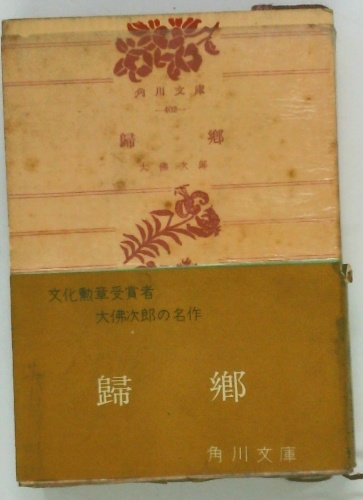 角川文庫
—402—
歸 鄕
大佛次郎
文化勲章受賞者
大佛次郎の名作
歸 鄕
角川文庫